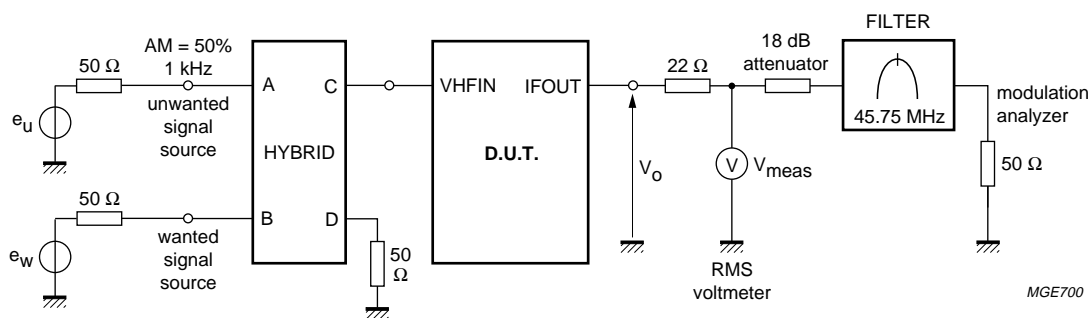 AM = 50%
1 kHz
50 Ω
e u
unwanted
signal
source
50 Ω
e w
wanted
signal
source
A
B
C
D
HYBRID
50
Ω
VHFIN
IFOUT
D.U.T.
V o
22 Ω
V
V meas
RMS
voltmeter
18 dB
attenuator
FILTER
45.75 MHz
modulation
analyzer
50 Ω
MGE700